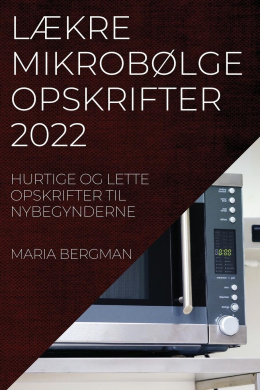 LÆKRE
MIKROBØLGE
OPSKRIFTER
2022
HURTIGE OG LETTE
OPSKRIFTER TIL
NYBEGYNDERNE
MARIA BERGMAN